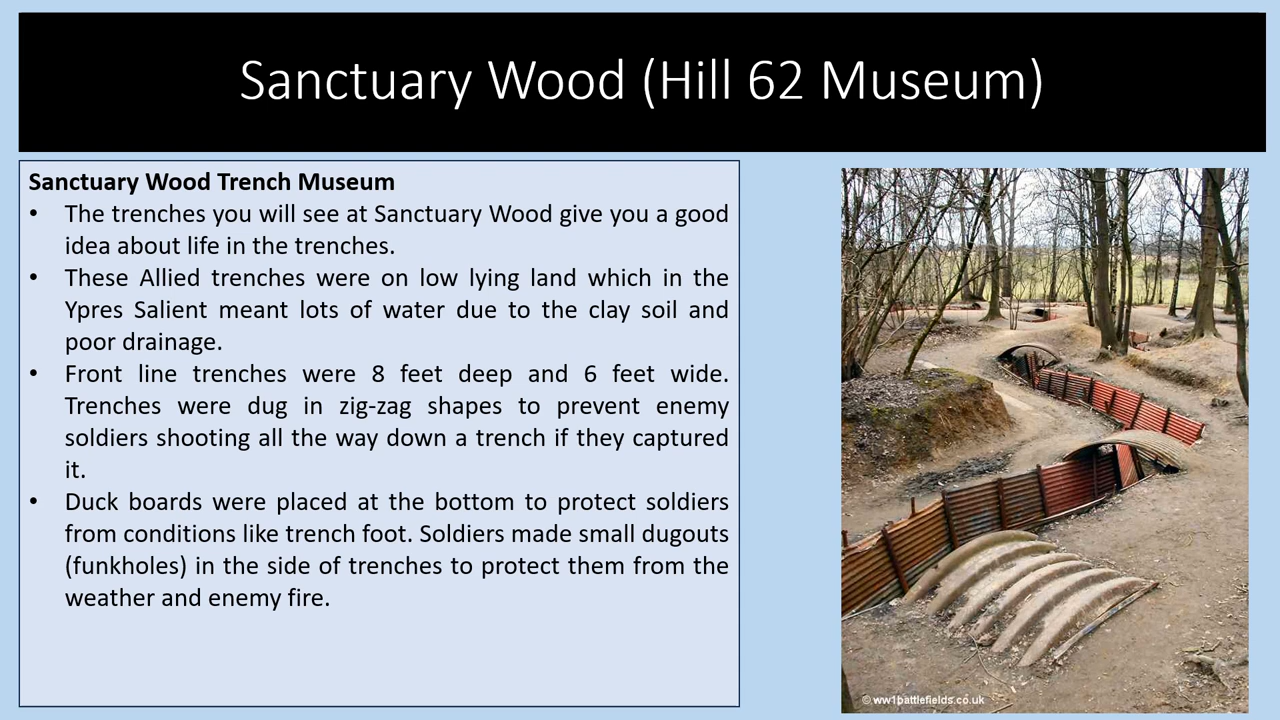 Sanctuary Wood (Hill 62 Museum)
Sanctuary Wood Trench Museum
• The trenches you will see at Sanctuary Wood give you a good
idea about life in the trenches.
• These Allied trenches were on low lying land which in the
Ypres Salient meant lots of water due to the clay soil and
poor drainage.
• Front line trenches were 8 feet deep and 6 feet wide.
Trenches were dug in zig-zag shapes to prevent enemy
soldiers shooting all the way down a trench if they captured
it.
• Duck boards were placed at the bottom to protect soldiers
from conditions like trench foot. Soldiers made small dugouts
(funkholes) in the side of trenches to protect them from the
weather and enemy fire.
© ww1battlefields.co.uk